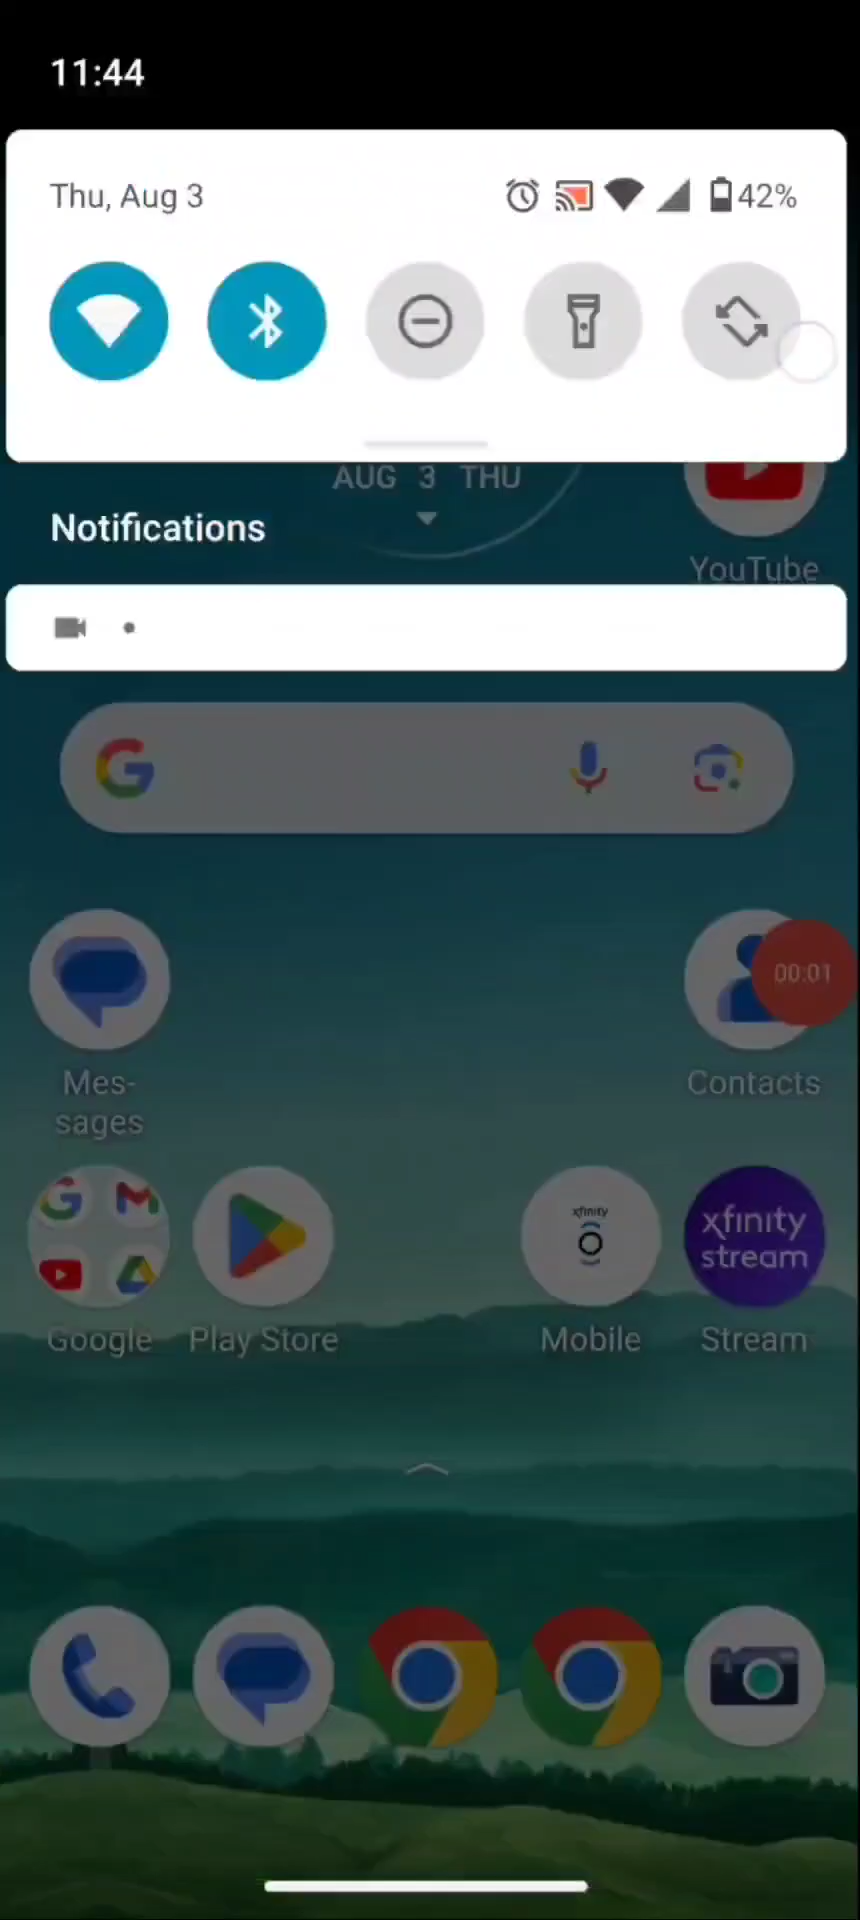 11:44
Thu, Aug 3
42%
AUG 3 THU
Notifications
YouTube
Mes-
sages
Contacts
00:01
xfinity
xfinity
stream
Google
Play Store
Mobile
Stream